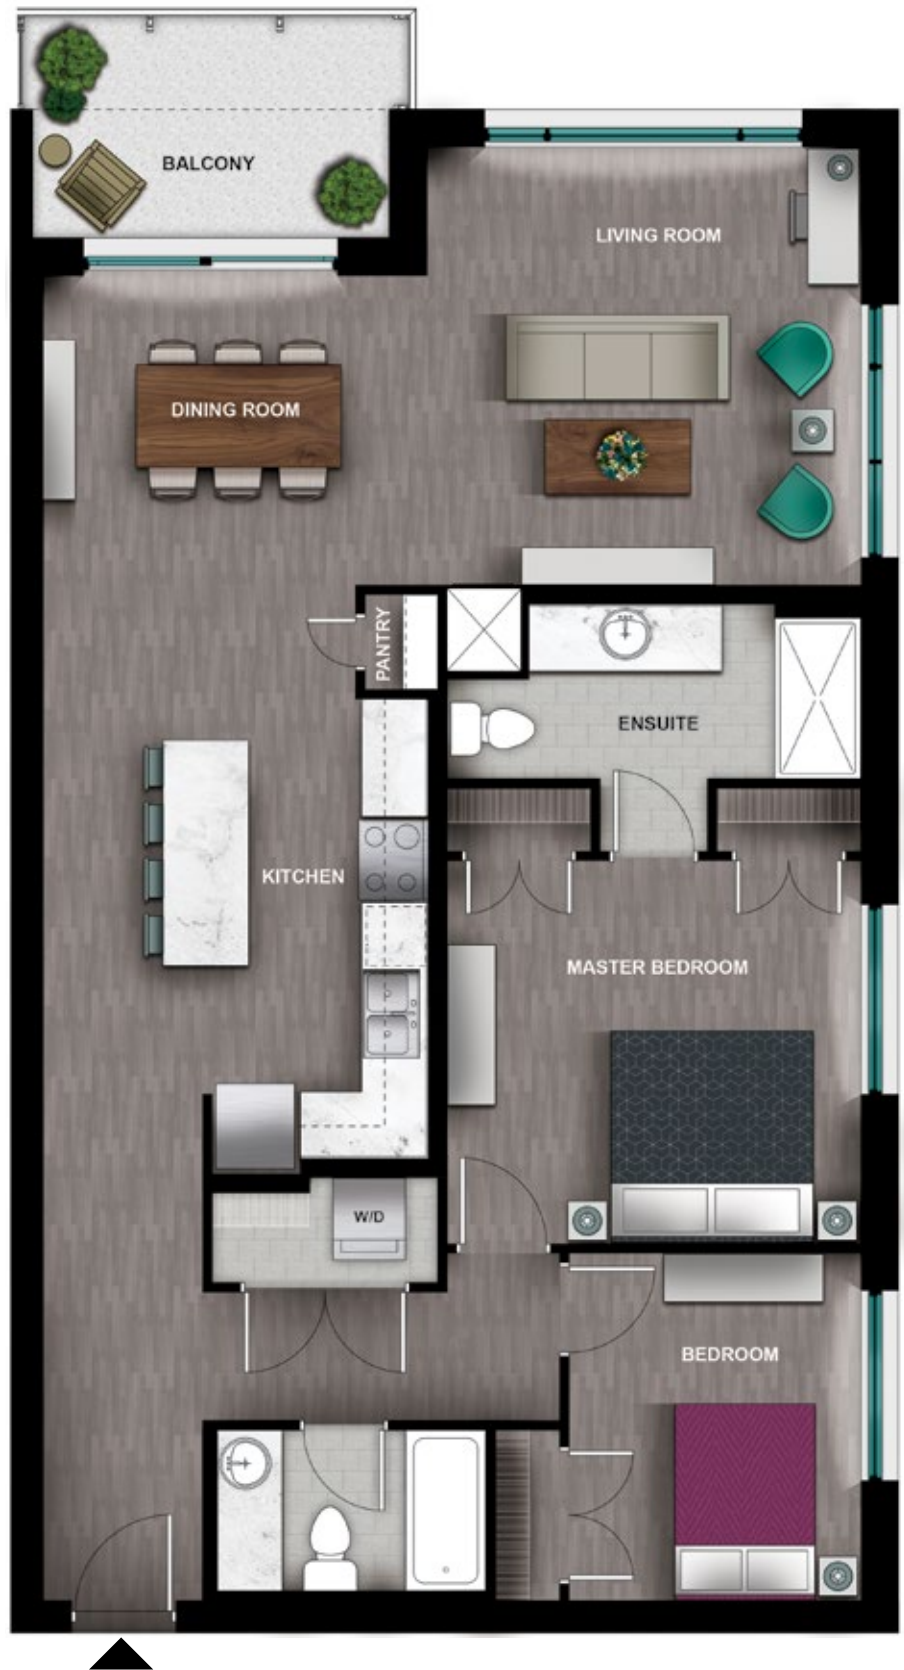 BALCONY
LIVING ROOM
DINING ROOM
PANTRY
ENSUITE
KITCHEN
MASTER BEDROOM
W/D
BEDROOM